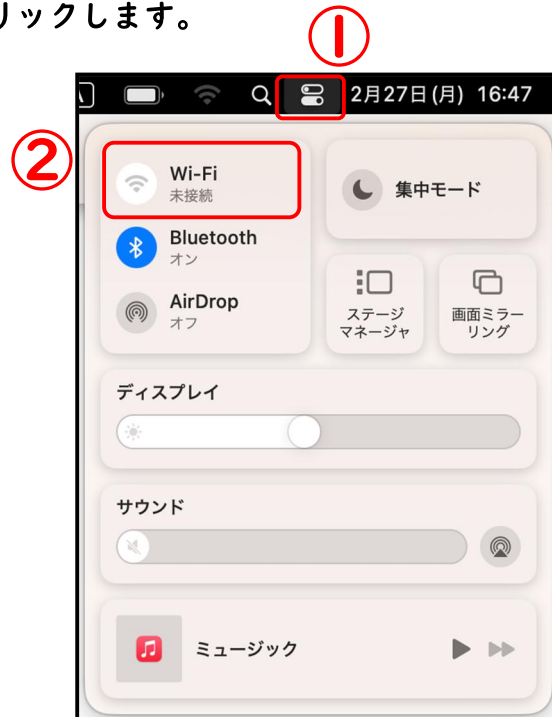 リックします。
①
2月27日(月) 16:47
②
Wi-Fi
未接続
集中モード
Bluetooth
オン
AirDrop
オフ
ステージ
マネージャ
画面ミラー
リング
ディスプレイ
サウンド
ミュージック